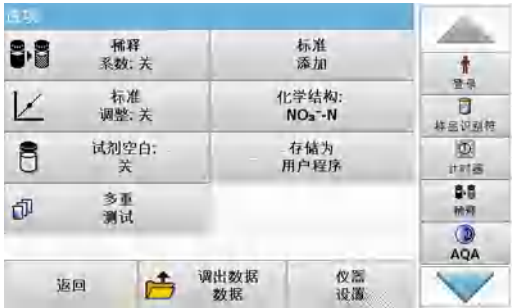 选项
稀释
系数: 关
标准
添加
标准
调整: 关
化学结构:
NO₃⁻-N
试剂空白:
关
存储为
用户程序
多重
测试
返回
调出数据
数据
仪器
设置
登录
样品识别符
计时器
稀释
AQA